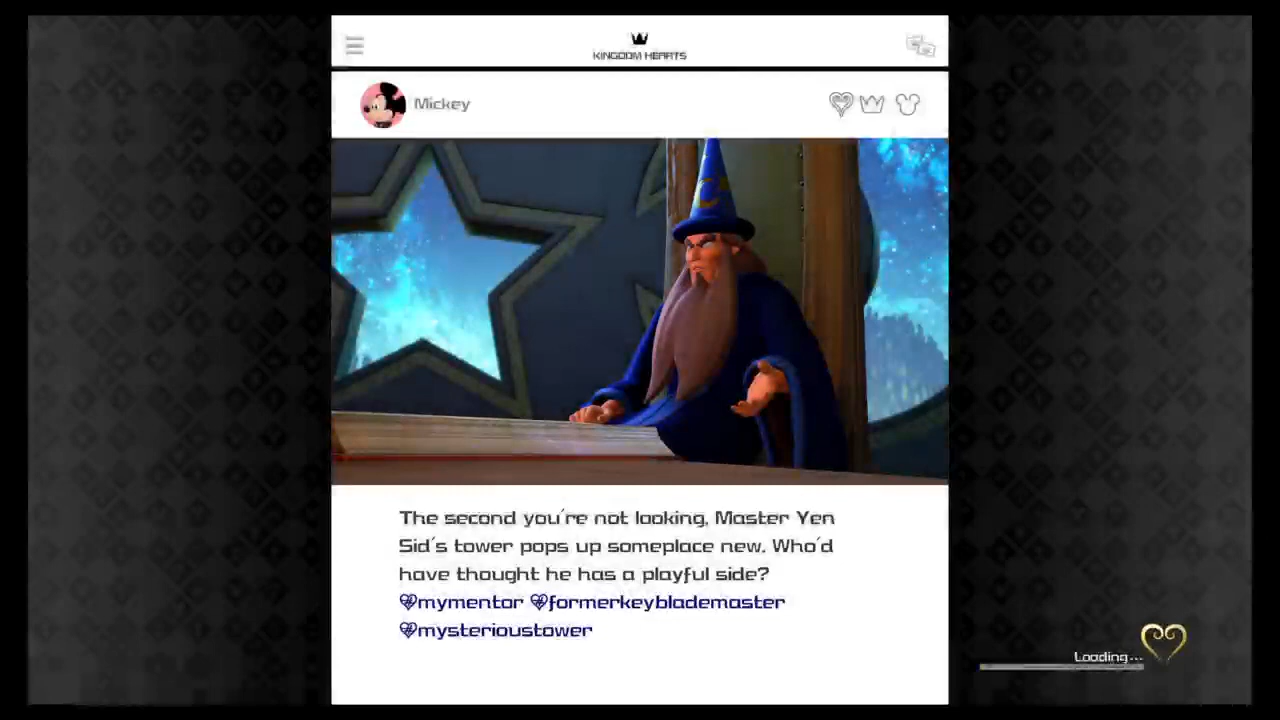 KINGDOM HEARTS
Mickey
The second you're not looking, Master Yen
Sid's tower pops up someplace new. Who'd
have thought he has a playful side?
#mymentor #formerkeyblademaster
#mysterioustower
Loading...